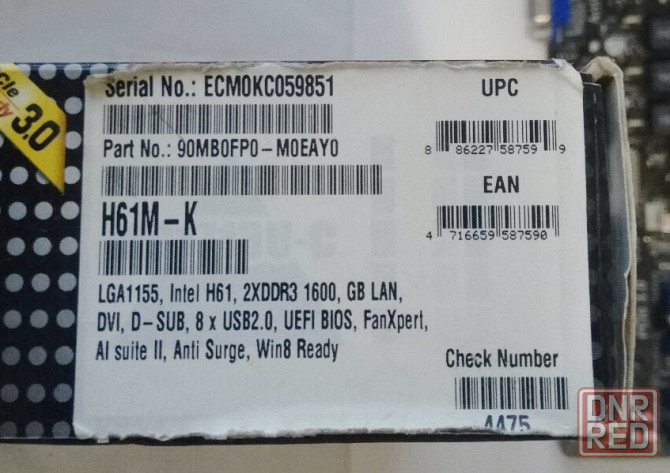 3.0
Serial No.: ECM0KC059851
UPC
Part No.: 90MB0FP0-M0EAY0
8 86227 58759 9
EAN
H61M-K
4 716659 587590
LGA1155, Intel H61, 2XDDR3 1600, GB LAN,
DVI, D-SUB, 8 x USB2.0, UEFI BIOS, FanXpert,
AI suite II, Anti Surge, Win8 Ready
Check Number
4475
DNR
RED